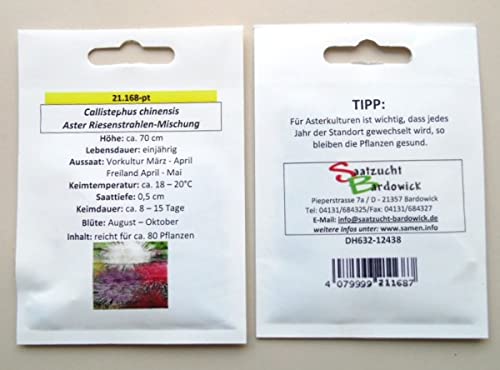 21.168-pt
Callistephus chinensis
Aster Riesenstrahlen-Mischung
Höhe: ca. 70 cm
Lebensdauer: einjährig
Aussaat: Vorkultur März - April
Freiland April - Mai
Keimtemperatur: ca. 18 – 20°C
Saattiefe: 0,5 cm
Keimdauer: ca. 8 – 15 Tage
Blüte: August – Oktober
Inhalt: reicht für ca. 80 Pflanzen
TIPP:
Für Asterkulturen ist wichtig, dass jedes
Jahr der Standort gewechselt wird, so
bleiben die Pflanzen gesund.
Saatzucht
Bardowick
Pieperstrasse 7a / D - 21357 Bardowick
Tel: 04131/684325/Fax: 04131/684327
E-Mail: info@saatzucht-bardowick.de
weitere Infos unter: www.samen.info
DH632-12438
4 079999 211687